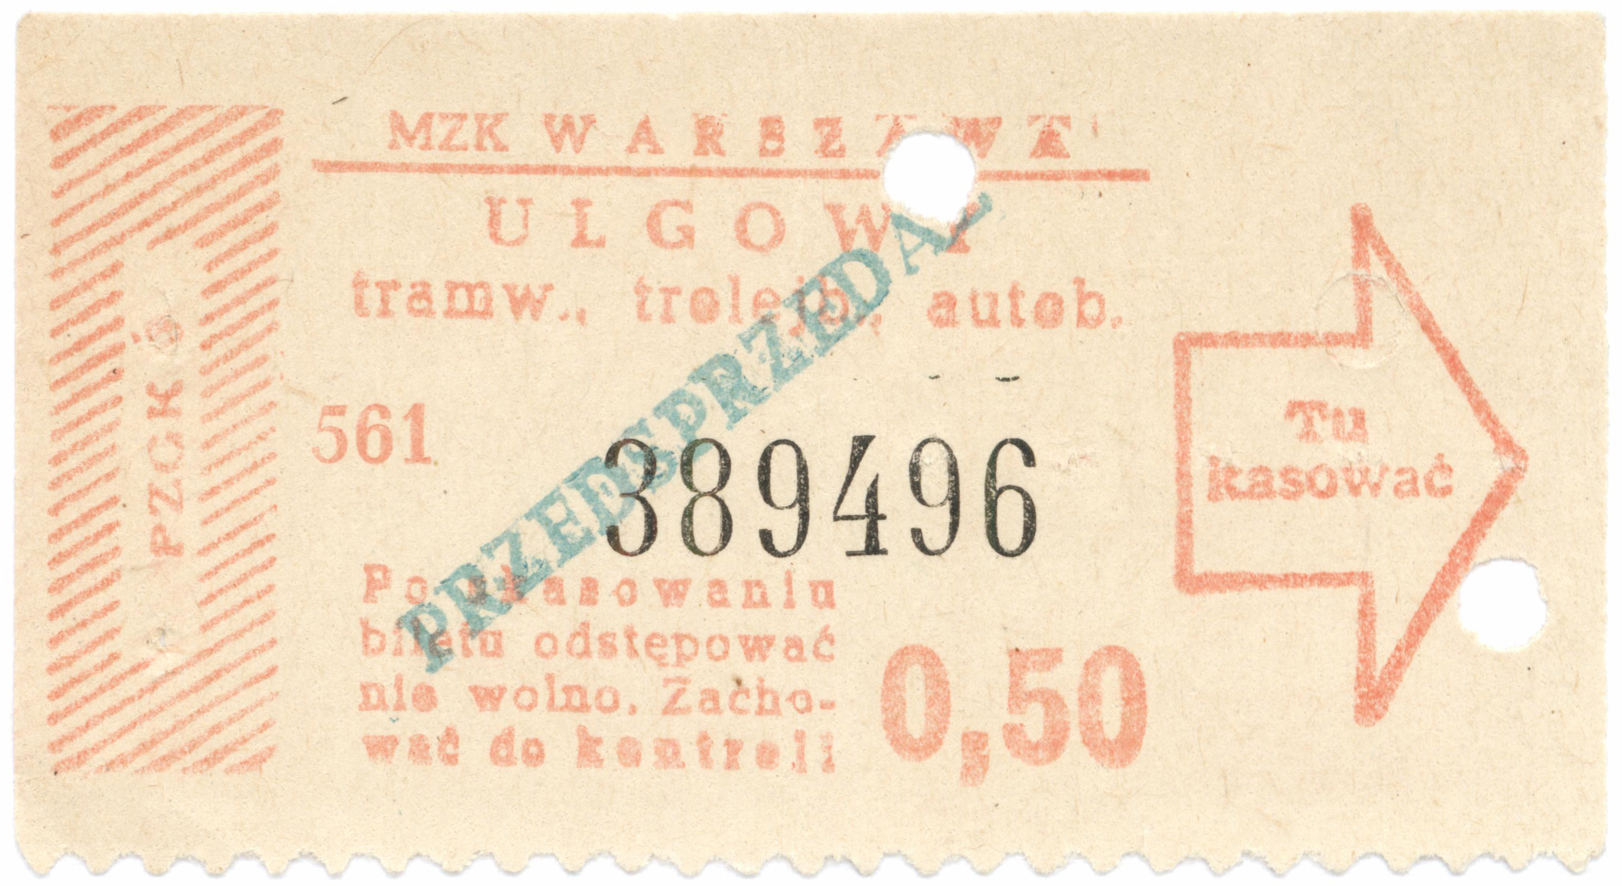 MZK WARSZAWA
ULGOWY
tramw., trolejb., autob.
PRZEDSPRZEDAŻ
561
389496
Tu
kasować
Po skasowaniu
biletu odstępować
nie wolno. Zacho-
wać do kontroli
0,50
PZGK